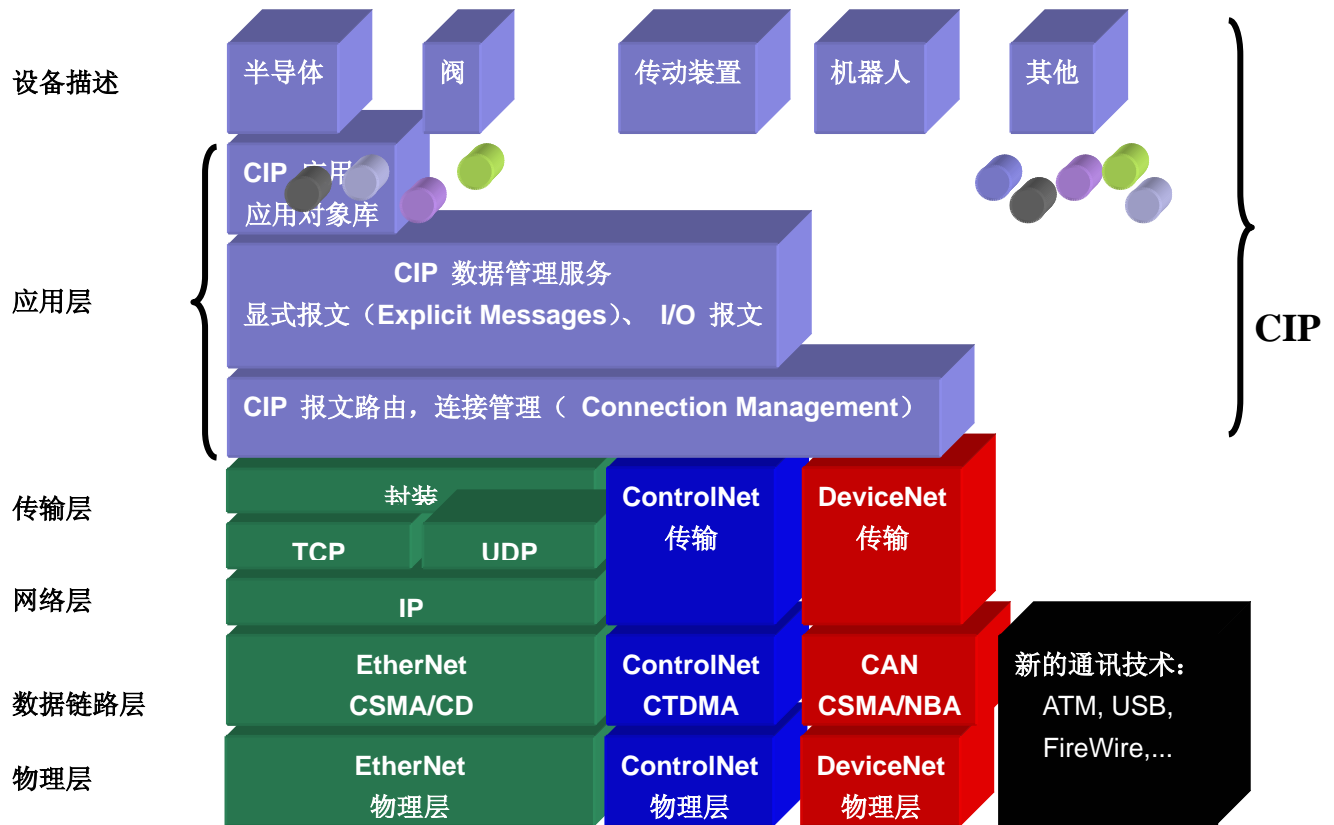 设备描述
半导体
阀
传动装置
机器人
其他
CIP 应用
应用对象库
应用层
CIP 数据管理服务
显式报文（Explicit Messages）、 I/O 报文
CIP
CIP 报文路由，连接管理（ Connection Management）
传输层
封装
TCP
UDP
ControlNet
传输
DeviceNet
传输
网络层
IP
数据链路层
EtherNet
CSMA/CD
ControlNet
CTDMA
CAN
CSMA/NBA
新的通讯技术：
ATM, USB,
FireWire,...
物理层
EtherNet
物理层
ControlNet
物理层
DeviceNet
物理层